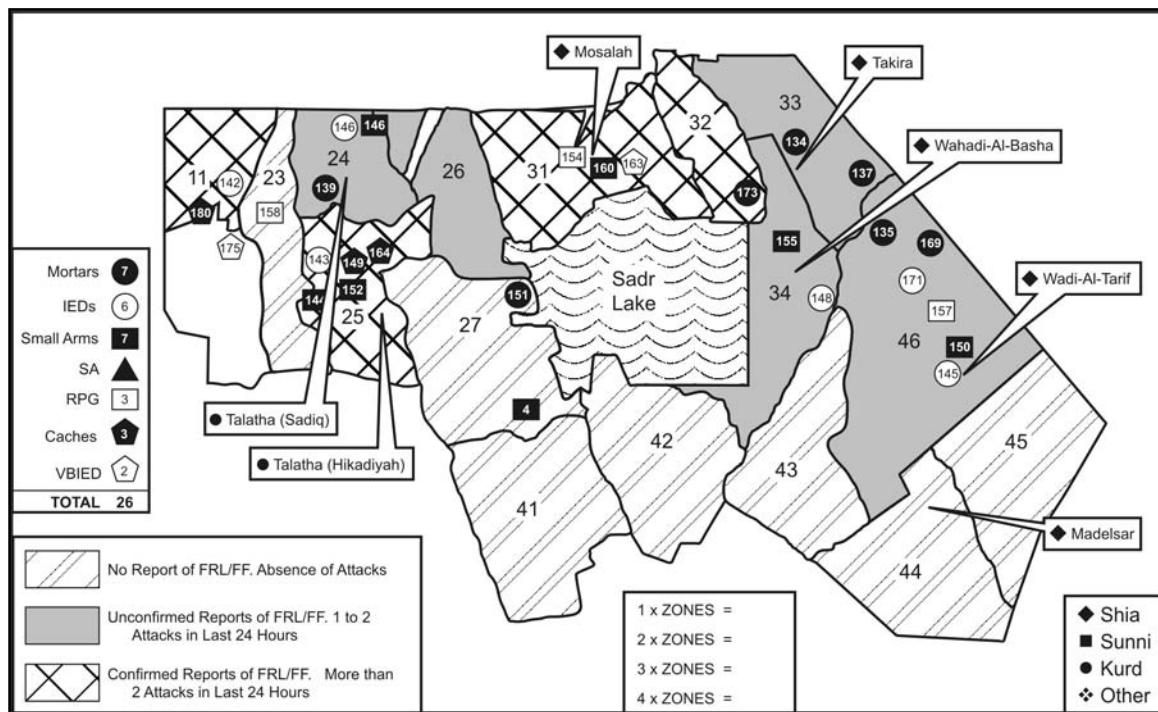 Mosalah
Takira
33
154
160
163
32
134
Wahadi-Al-Basha
146
146
24
26
31
137
11
142
23
139
173
180
158
135
169
155
175
143
149
164
Sadr
Lake
171
Wadi-Al-Tarif
144
152
151
34
148
157
25
27
46
150
145
Mortars 7
IEDs 6
Small Arms 7
SA
RPG 3
Caches 3
VBIED 2
TOTAL 26
Talatha (Sadiq)
4
42
45
Talatha (Hikadiyah)
43
41
Madelsar
44
No Report of FRL/FF. Absence of Attacks
Unconfirmed Reports of FRL/FF. 1 to 2
Attacks in Last 24 Hours
Confirmed Reports of FRL/FF. More than
2 Attacks in Last 24 Hours
1 x ZONES =
2 x ZONES =
3 x ZONES =
4 x ZONES =
Shia
Sunni
Kurd
Other